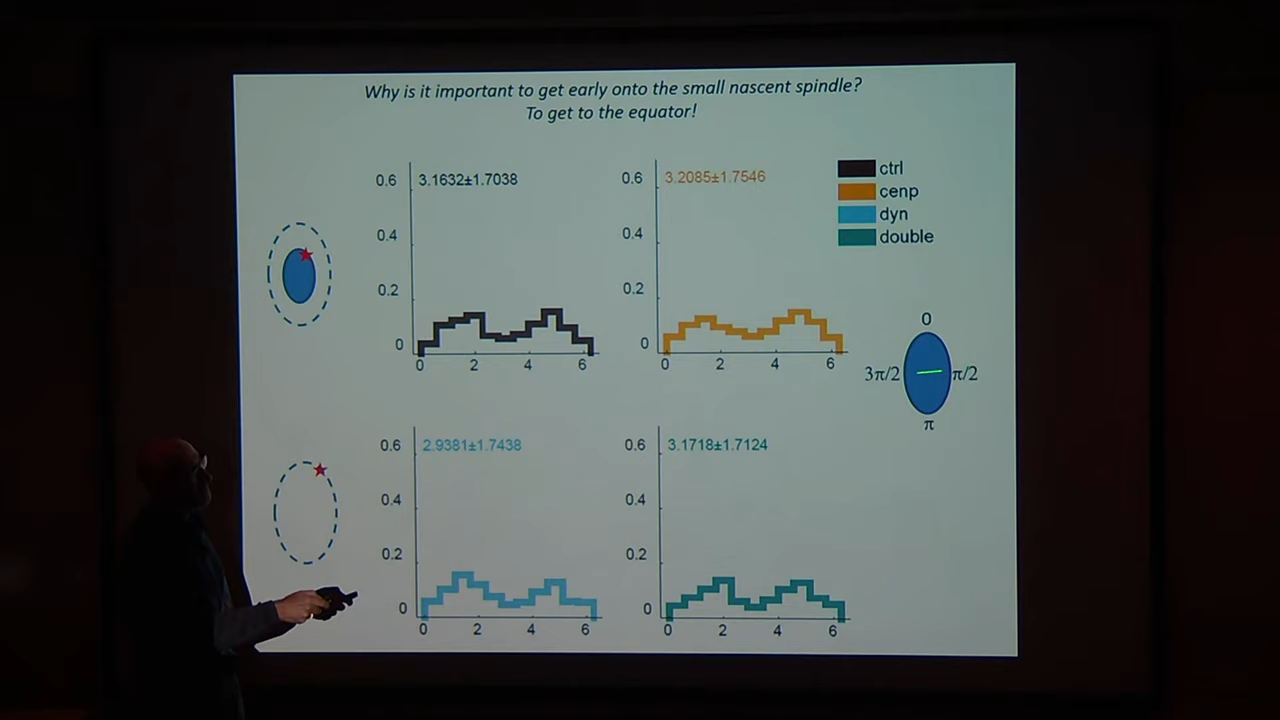 Why is it important to get early onto the small nascent spindle?
To get to the equator!
0.6
3.1632±1.7038
0.4
0.2
0
0 2 4 6
0.6
3.2085±1.7546
0.4
0.2
0
0 2 4 6
ctrl
cenp
dyn
double
0
3π/2
π/2
π
0.6
2.9381±1.7438
0.4
0.2
0
0 2 4 6
0.6
3.1718±1.7124
0.4
0.2
0
0 2 4 6